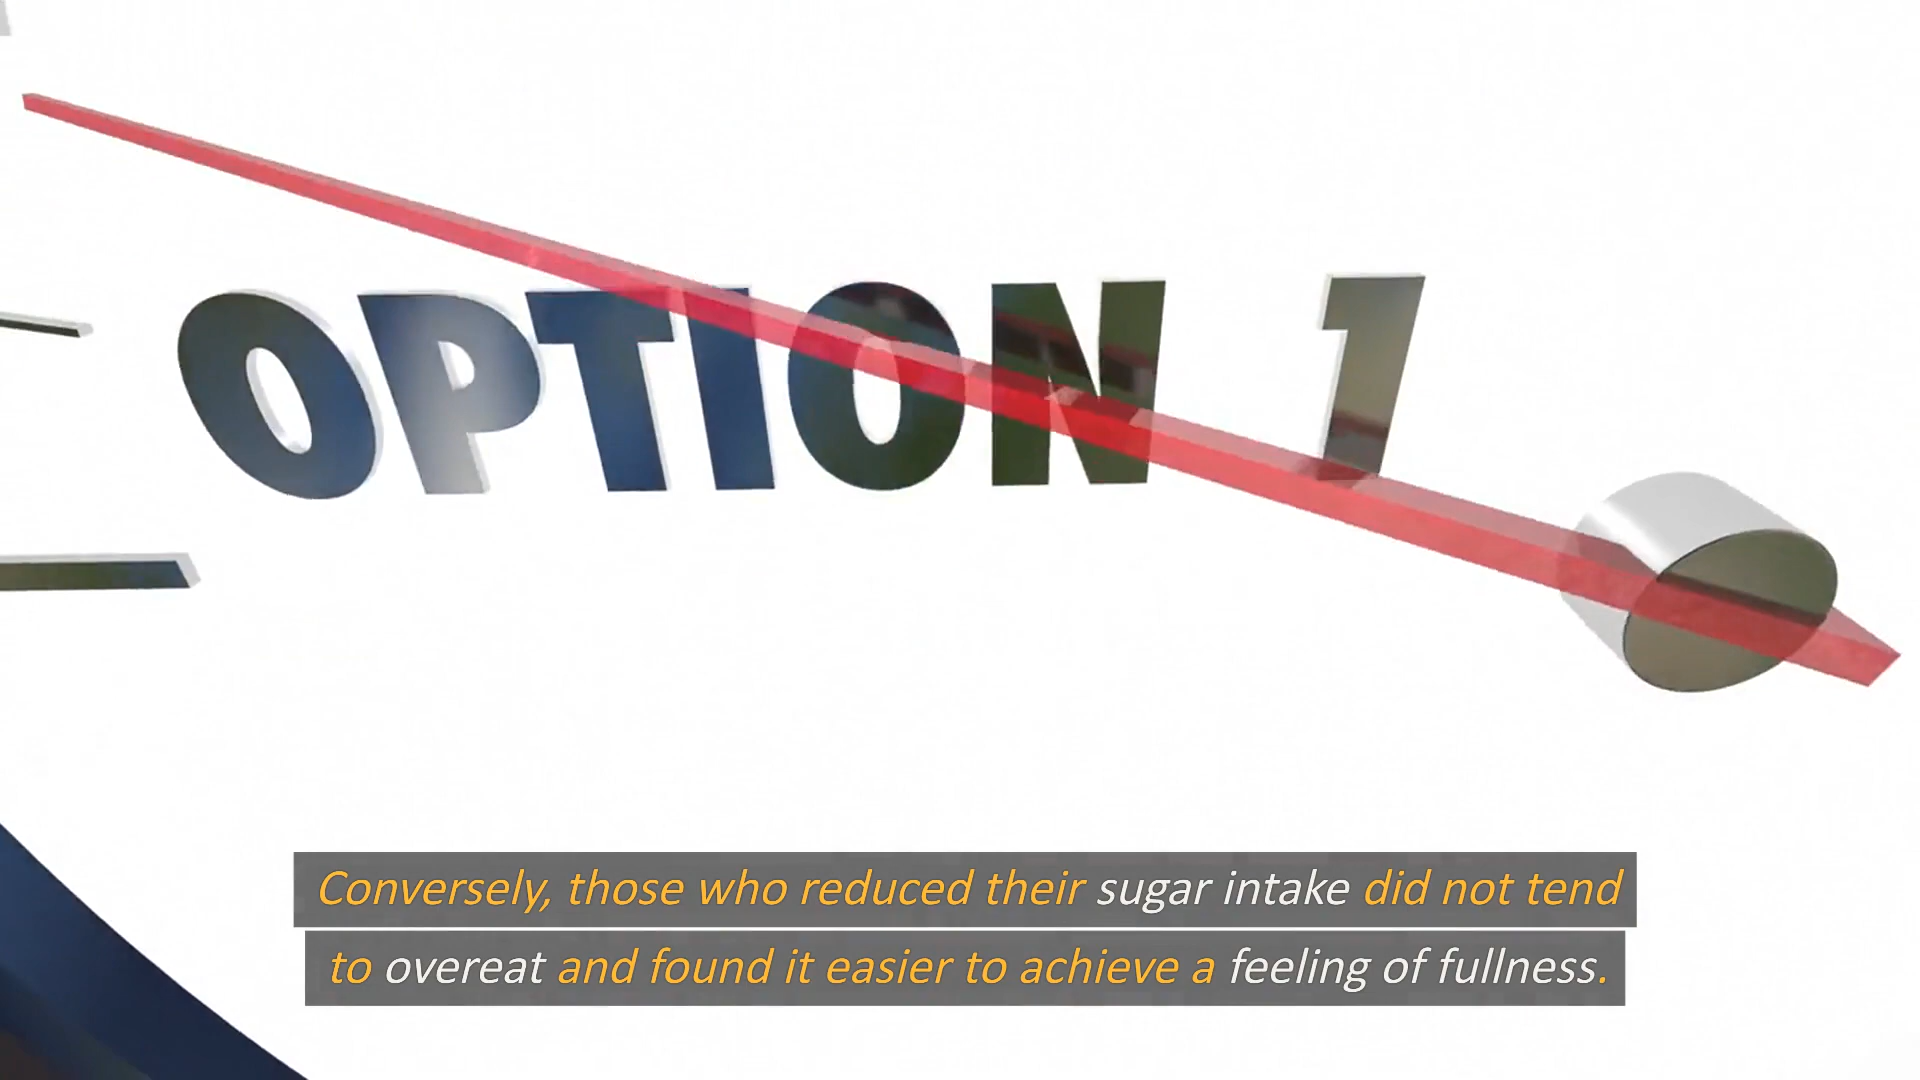 OPTION 1
Conversely, those who reduced their sugar intake did not tend
to overeat and found it easier to achieve a feeling of fullness.